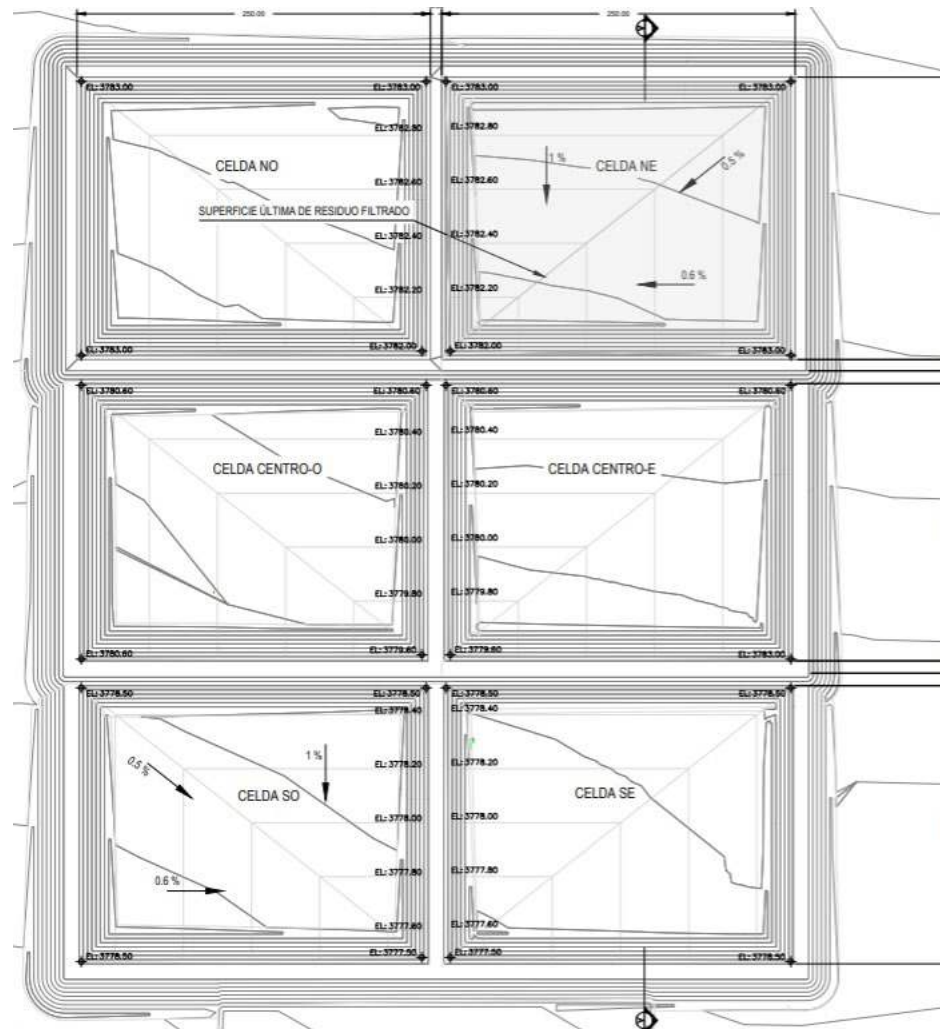 250.00 250.00
EL: 3783.00 EL: 3783.00 EL: 3783.00 EL: 3783.00
EL: 3782.80 EL: 3782.80
CELDA NO 1 % CELDA NE 0.5 %
EL: 3782.60 EL: 3782.60
SUPERFICIE ÚLTIMA DE RESIDUO FILTRADO
EL: 3782.40 EL: 3782.40
0.6 %
EL: 3782.20 EL: 3782.20
EL: 3783.00 EL: 3782.00 EL: 3782.00 EL: 3783.00
EL: 3780.60 EL: 3780.60 EL: 3780.60 EL: 3780.60
EL: 3780.40 EL: 3780.40
CELDA CENTRO-O CELDA CENTRO-E
EL: 3780.20 EL: 3780.20
EL: 3780.00 EL: 3780.00
EL: 3779.80 EL: 3779.80
EL: 3780.60 EL: 3779.60 EL: 3779.60 EL: 3783.00
EL: 3778.50 EL: 3778.50 EL: 3778.50 EL: 3778.50
EL: 3778.40 EL: 3778.40
0.5 % 1 %
EL: 3778.20 EL: 3778.20
CELDA SO CELDA SE
EL: 3778.00 EL: 3778.00
EL: 3777.80 EL: 3777.80
0.6 %
EL: 3777.60 EL: 3777.60
EL: 3778.50 EL: 3777.50 EL: 3777.50 EL: 3778.50